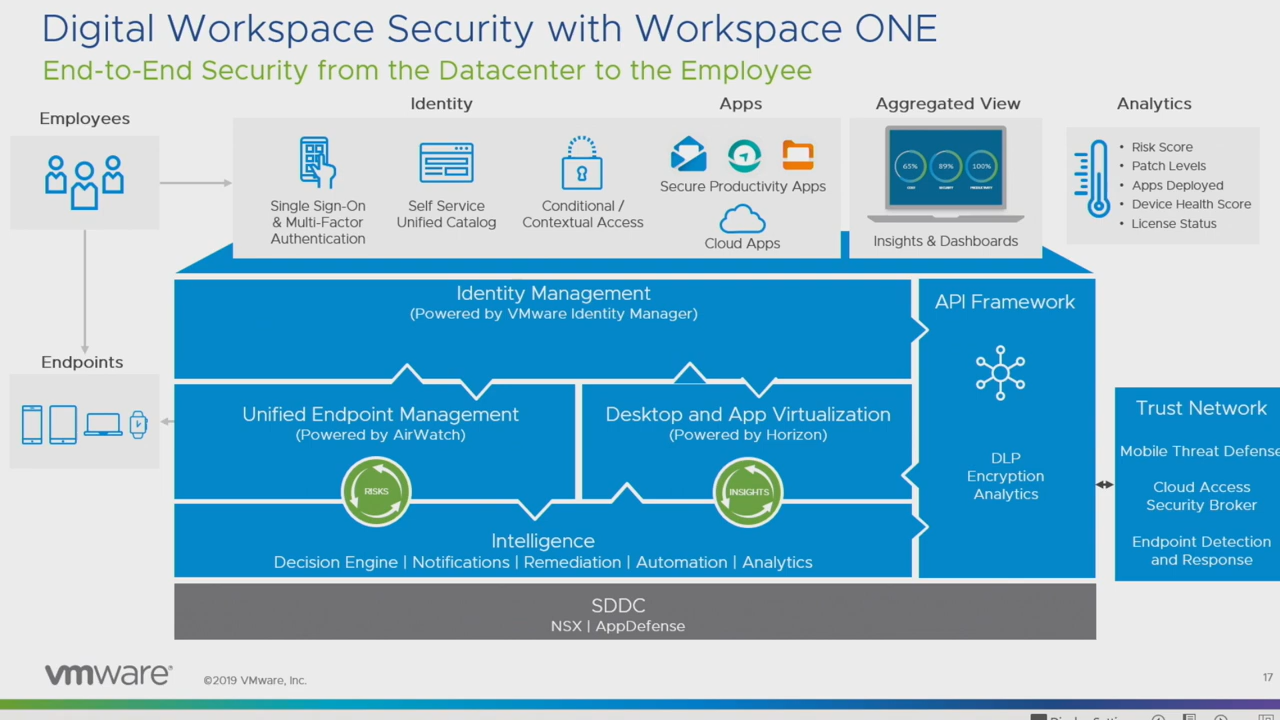 Digital Workspace Security with Workspace ONE
End-to-End Security from the Datacenter to the Employee
Employees
Identity
Apps
Aggregated View
Analytics
Single Sign-On
& Multi-Factor
Authentication
Self Service
Unified Catalog
Conditional /
Contextual Access
Secure Productivity Apps
Cloud Apps
65%
89%
100%
COST
SECURITY
PRODUCTIVITY
Insights & Dashboards
• Risk Score
• Patch Levels
• Apps Deployed
• Device Health Score
• License Status
Endpoints
Identity Management
(Powered by VMware Identity Manager)
Unified Endpoint Management
(Powered by AirWatch)
RISKS
Desktop and App Virtualization
(Powered by Horizon)
INSIGHTS
Intelligence
Decision Engine | Notifications | Remediation | Automation | Analytics
API Framework
DLP
Encryption
Analytics
Trust Network
Mobile Threat Defense
Cloud Access
Security Broker
Endpoint Detection
and Response
SDDC
NSX | AppDefense
vmware®
©2019 VMware, Inc.
17